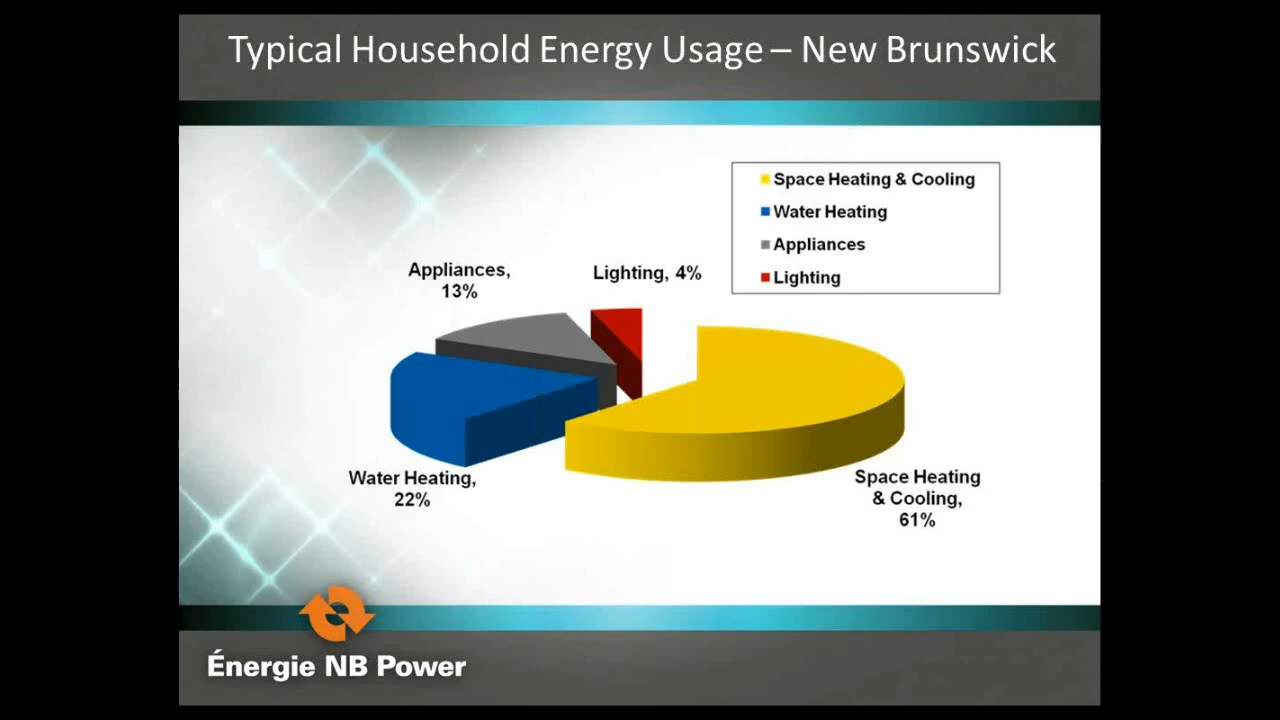 Typical Household Energy Usage – New Brunswick
Space Heating & Cooling
Water Heating
Appliances
Lighting
Appliances,
13%
Lighting, 4%
Water Heating,
22%
Space Heating
& Cooling,
61%
Énergie NB Power